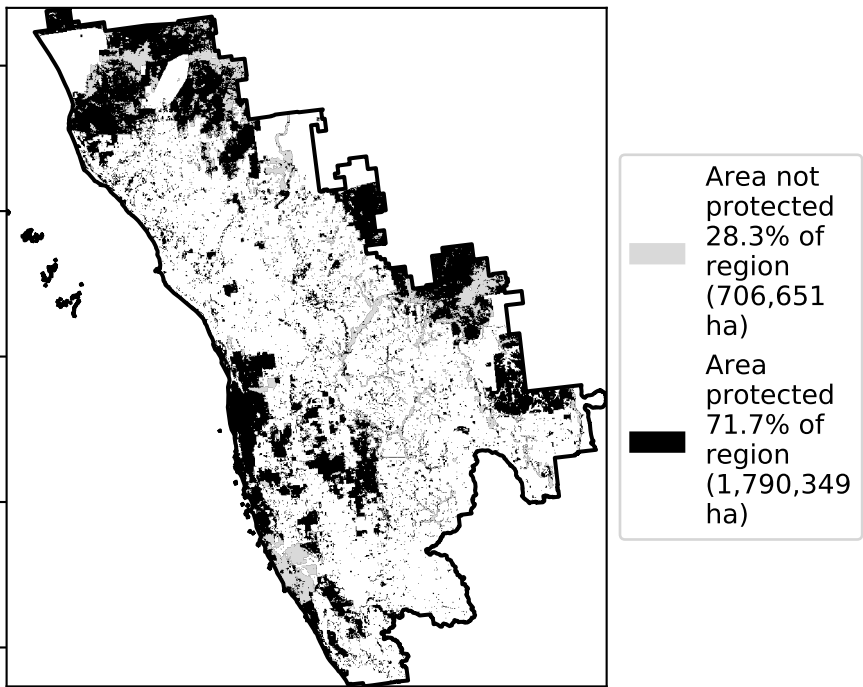 Area not
protected
28.3% of
region
(706,651
ha)
Area
protected
71.7% of
region
(1,790,349
ha)